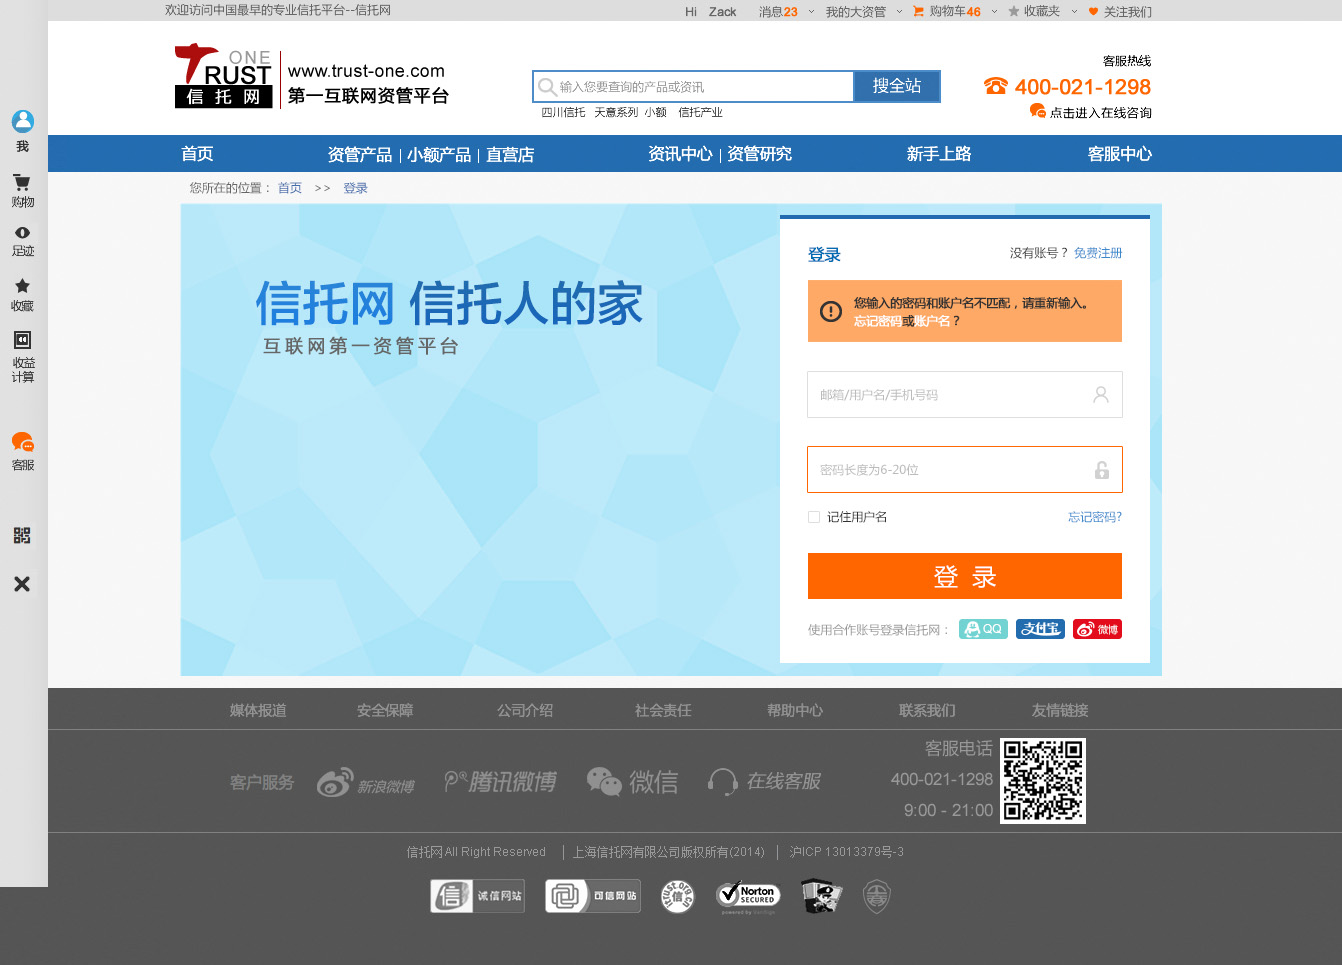 欢迎访问中国最早的专业信托平台--信托网
Hi Zack 消息23 我的大资管 购物车46 收藏夹 关注我们
TRUST ONE
信托网
www.trust-one.com
第一互联网资管平台
输入您要查询的产品或资讯
搜全站
四川信托 天意系列 小额 信托产业
客服热线
400-021-1298
点击进入在线咨询
首页 资管产品 | 小额产品 | 直营店 资讯中心 | 资管研究 新手上路 客服中心
我
购物
足迹
收藏
收益
计算
客服
您所在的位置： 首页 >> 登录
信托网 信托人的家
互联网第一资管平台
登录
没有账号？ 免费注册
您输入的密码和账户名不匹配，请重新输入。
忘记密码或账户名？
邮箱/用户名/手机号码
密码长度为6-20位
记住用户名
忘记密码?
登 录
使用合作账号登录信托网：
QQ
支付宝
微博
媒体报道 安全保障 公司介绍 社会责任 帮助中心 联系我们 友情链接
客户服务
新浪微博
腾讯微博
微信
在线客服
客服电话
400-021-1298
9:00 - 21:00
信托网 All Right Reserved | 上海信托网有限公司版权所有(2014) | 沪ICP 13013379号-3
信 诚信网站
可信网站
信
Norton
SECURED